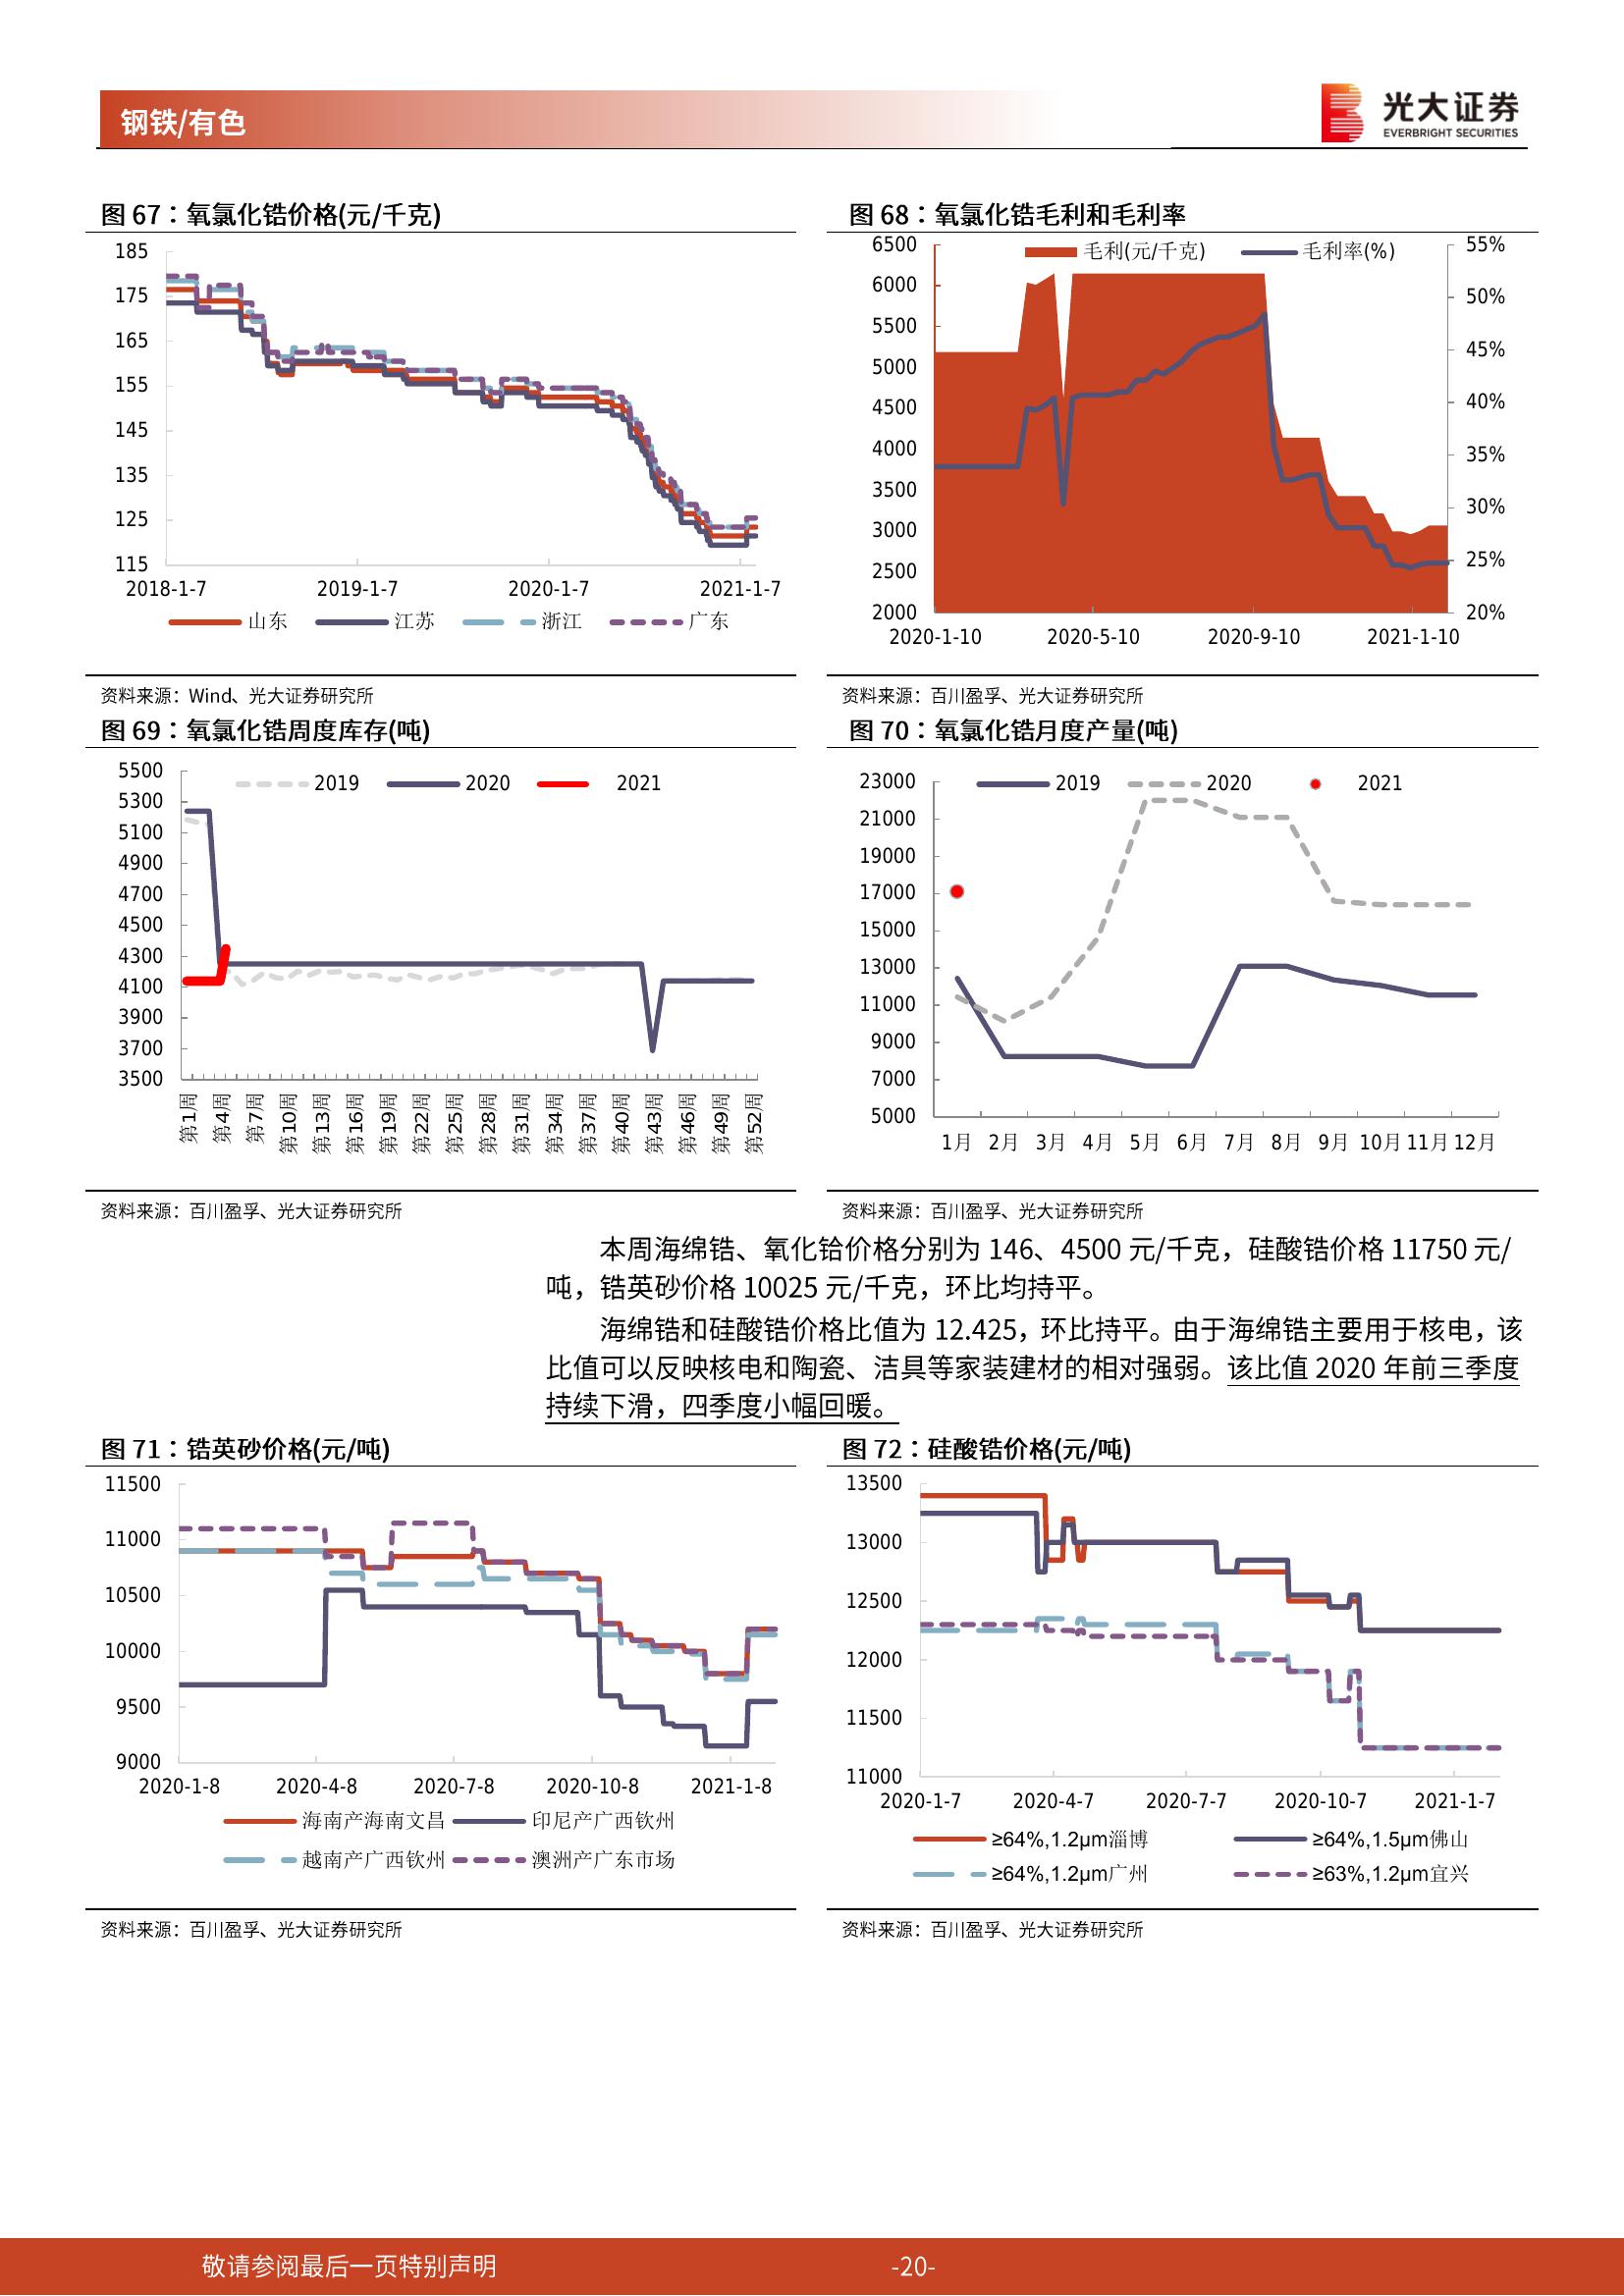 钢铁/有色
光大证券
EVERBRIGHT SECURITIES
图 67：氧氯化锆价格(元/千克)
185
175
165
155
145
135
125
115
2018-1-7 2019-1-7 2020-1-7 2021-1-7
山东 江苏 浙江 广东
资料来源：Wind、光大证券研究所
图 68：氧氯化锆毛利和毛利率
毛利(元/千克) 毛利率(%)
6500 55%
6000 50%
5500
5000 45%
4500 40%
4000 35%
3500
3000 30%
2500 25%
2000 20%
2020-1-10 2020-5-10 2020-9-10 2021-1-10
资料来源：百川盈孚、光大证券研究所
图 69：氧氯化锆周度库存(吨)
2019 2020 2021
5500
5300
5100
4900
4700
4500
4300
4100
3900
3700
3500
第1周 第4周 第7周 第10周 第13周 第16周 第19周 第22周 第25周 第28周 第31周 第34周 第37周 第40周 第43周 第46周 第49周 第52周
资料来源：百川盈孚、光大证券研究所
图 70：氧氯化锆月度产量(吨)
2019 2020 2021
23000
21000
19000
17000
15000
13000
11000
9000
7000
5000
1月 2月 3月 4月 5月 6月 7月 8月 9月 10月 11月 12月
资料来源：百川盈孚、光大证券研究所
本周海绵锆、氧化铪价格分别为 146、4500 元/千克，硅酸锆价格 11750 元/
吨，锆英砂价格 10025 元/千克，环比均持平。
海绵锆和硅酸锆价格比值为 12.425，环比持平。由于海绵锆主要用于核电，该
比值可以反映核电和陶瓷、洁具等家装建材的相对强弱。该比值 2020 年前三季度
持续下滑，四季度小幅回暖。
图 71：锆英砂价格(元/吨)
11500
11000
10500
10000
9500
9000
2020-1-8 2020-4-8 2020-7-8 2020-10-8 2021-1-8
海南产海南文昌 印尼产广西钦州
越南产广西钦州 澳洲产广东市场
资料来源：百川盈孚、光大证券研究所
图 72：硅酸锆价格(元/吨)
13500
13000
12500
12000
11500
11000
2020-1-7 2020-4-7 2020-7-7 2020-10-7 2021-1-7
≥64%,1.2μm淄博 ≥64%,1.5μm佛山
≥64%,1.2μm广州 ≥63%,1.2μm宜兴
资料来源：百川盈孚、光大证券研究所
敬请参阅最后一页特别声明 -20-